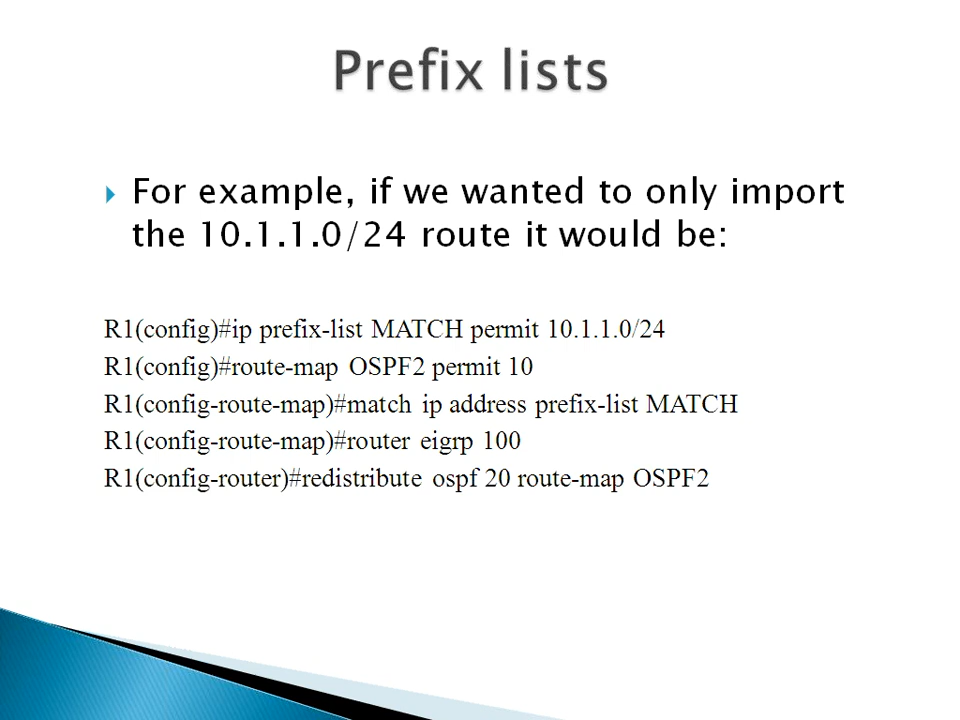 Prefix lists
For example, if we wanted to only import
the 10.1.1.0/24 route it would be:
R1(config)#ip prefix-list MATCH permit 10.1.1.0/24
R1(config)#route-map OSPF2 permit 10
R1(config-route-map)#match ip address prefix-list MATCH
R1(config-route-map)#router eigrp 100
R1(config-router)#redistribute ospf 20 route-map OSPF2